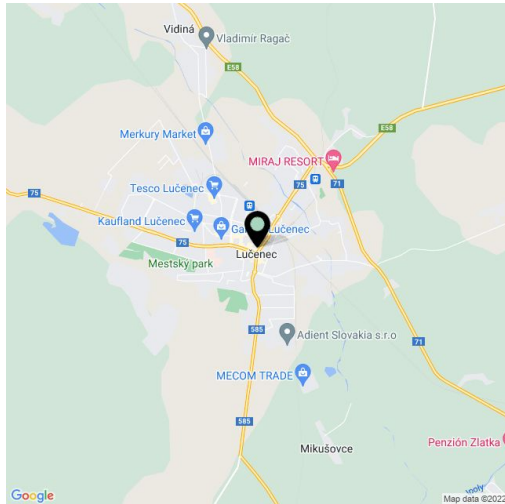 Vidiná
Vladimir Ragač
E58
E58
Merkury Market
MIRAJ RESORT
75
71
Tesco Lučenec
75
Kaufland Lučenec
Lučenec
75
Lučenec
Mestský park
585
Adient Slovakia s.r.o
71
MECOM TRADE
585
Mikušovce
Penzión Zlatka
Google
Map data ©2022